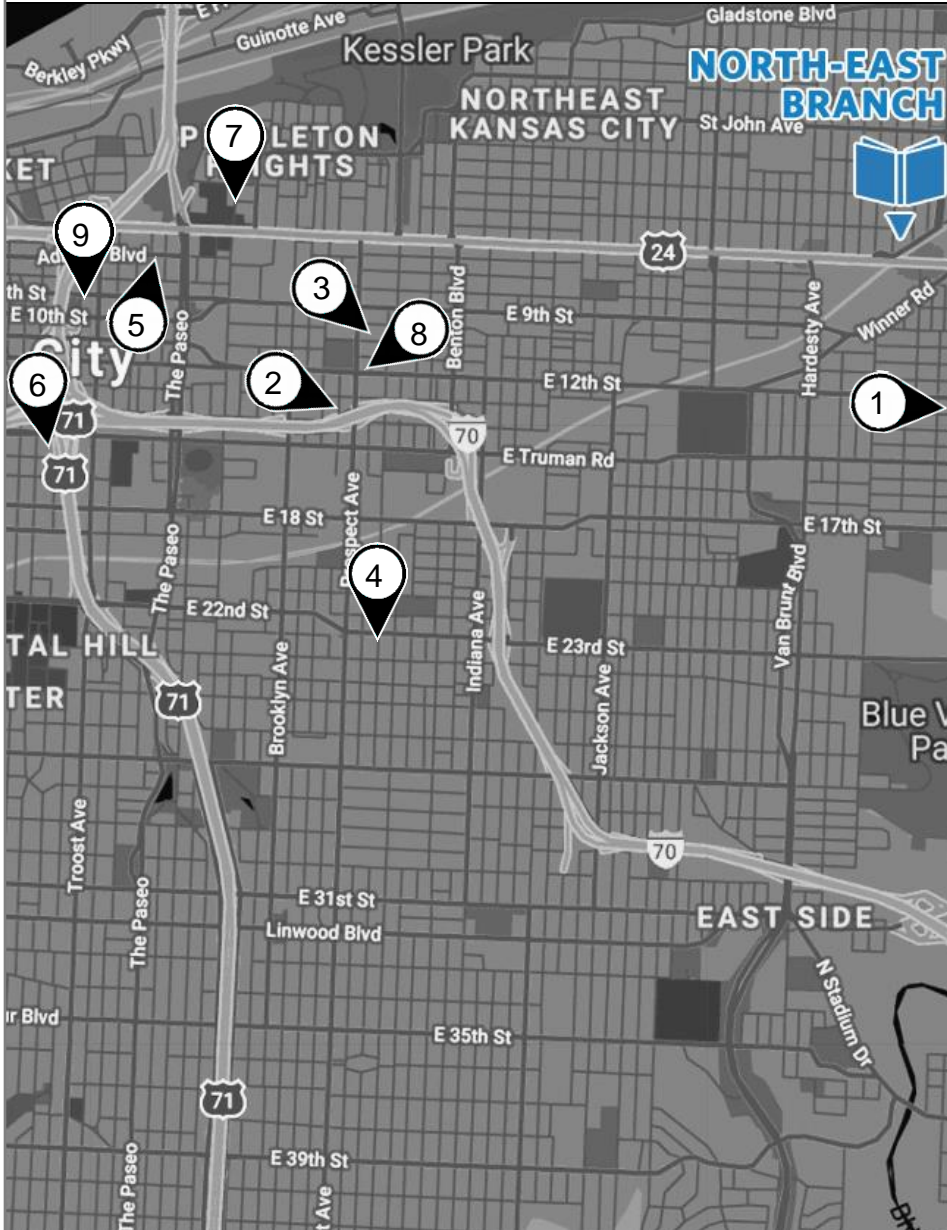 Gladstone Blvd
Guinotte Ave
Berkley Pkwy
Kessler Park
NORTH-EAST
BRANCH
NORTHEAST
KANSAS CITY
St John Ave
7
P LETON
IGHTS
KET
9
Blvd
24
th St
E 10th St
3
5
8
The Paseo
Benton Blvd
E 9th St
Hardesty Ave
Winner Rd
City
6
2
E 12th St
1
71
70
71
E Truman Rd
E 18 St
E 17th St
The Paseo
4
E 22nd St
E 23rd St
Van Brunt Blvd
Indiana Ave
TAL HILL
TER
Brooklyn Ave
Jackson Ave
71
Blue V
Pa
Troost Ave
70
The Paseo
E 31st St
Linwood Blvd
EAST SIDE
N Stadium Dr
ur Blvd
E 35th St
71
The Paseo
E 39th St
t Ave